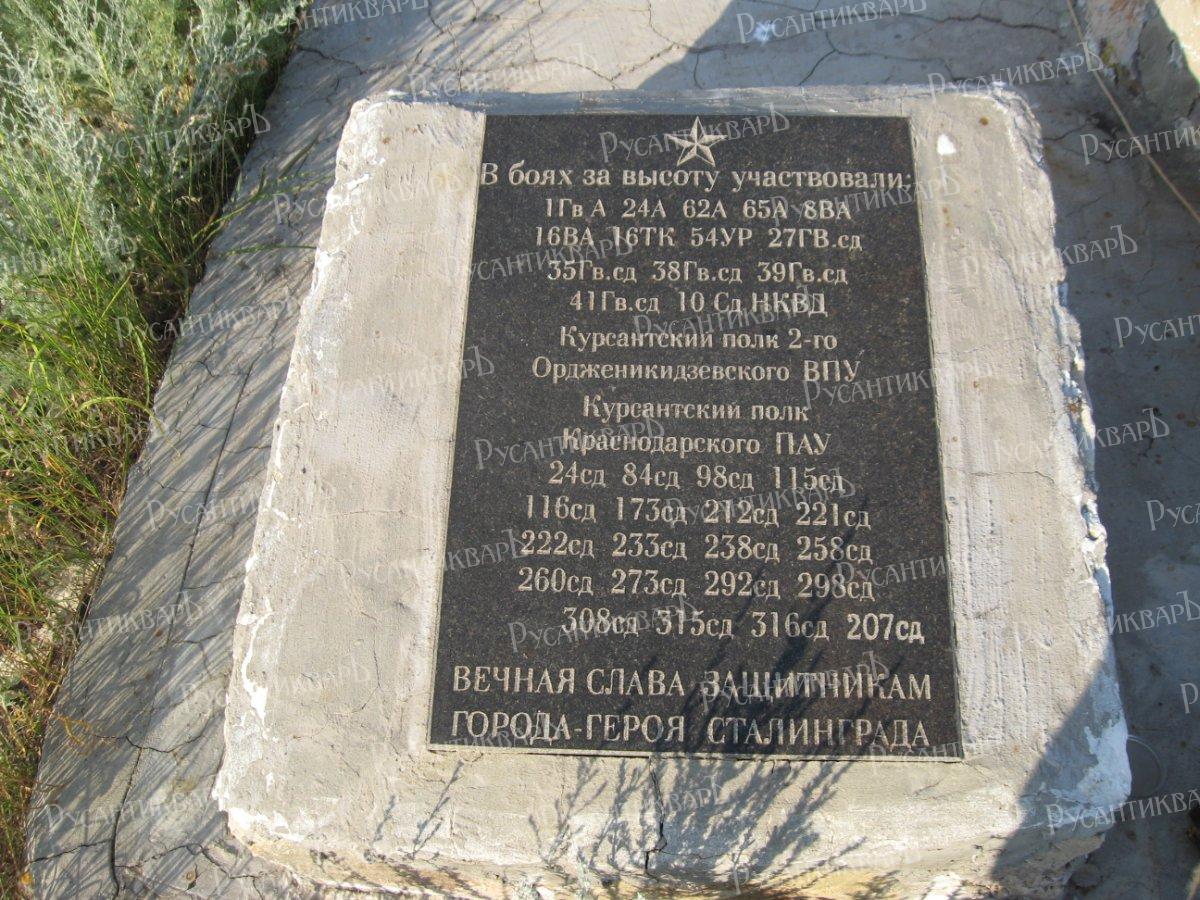 В боях за высоту участвовали:
1Гв А 24А 62А 65А 8ВА
16ВА 16ТК 54УР 27ГВ.сд
35Гв.сд 38Гв.сд 39Гв.сд
41Гв.сд 10 Сд НКВД
Курсантский полк 2-го
Ордженикидзевского ВПУ
Курсантский полк
Краснодарского ПАУ
24сд 84сд 98сд 115сд
116сд 173сд 212сд 221сд
222сд 233сд 238сд 258сд
260сд 273сд 292сд 298сд
308сд 315сд 316сд 207сд
ВЕЧНАЯ СЛАВА ЗАЩИТЧИКАМ
ГОРОДА-ГЕРОЯ СТАЛИНГРАДА
РусантикварЪ